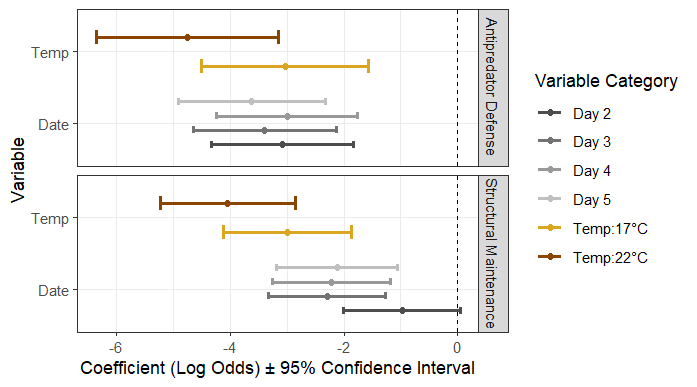 Variable
Temp
Date
Antipredator Defense
Temp
Date
Structural Maintenance
-6
-4
-2
0
Coefficient (Log Odds) ± 95% Confidence Interval
Variable Category
Day 2
Day 3
Day 4
Day 5
Temp:17°C
Temp:22°C